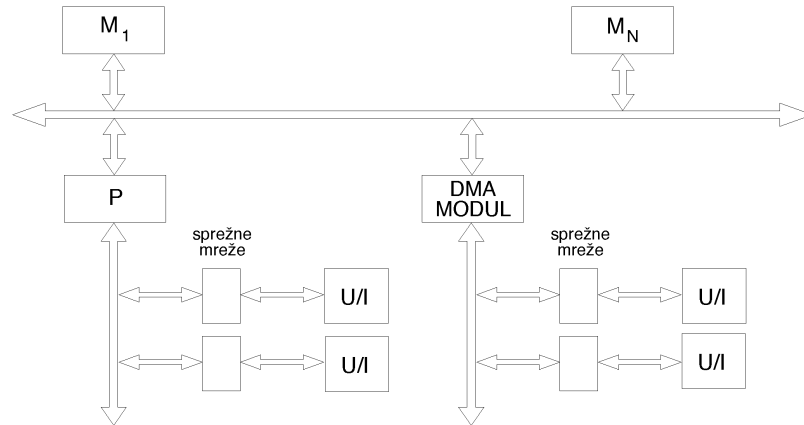 M1
MN
P
DMA
MODUL
sprežne
mreže
sprežne
mreže
U/I
U/I
U/I
U/I